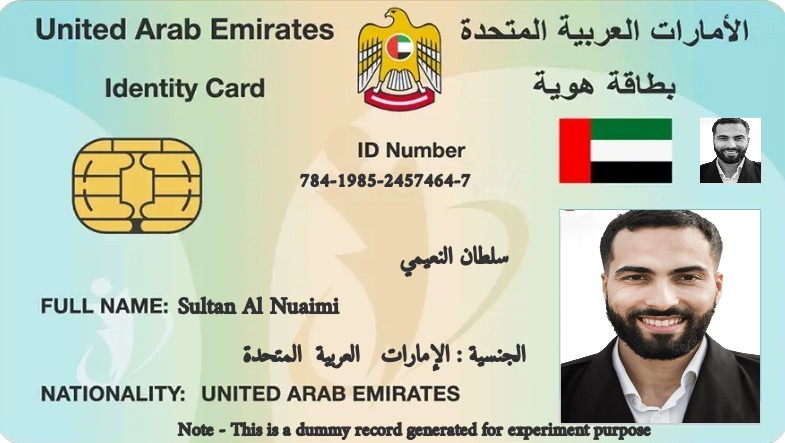 United Arab Emirates
الأمارات العربية المتحدة
Identity Card
بطاقة هوية
ID Number
784-1985-2457464-7
سلطان النعيمي
FULL NAME: Sultan Al Nuaimi
الجنسية : الإمارات العربية المتحدة
NATIONALITY: UNITED ARAB EMIRATES
Note - This is a dummy record generated for experiment purpose